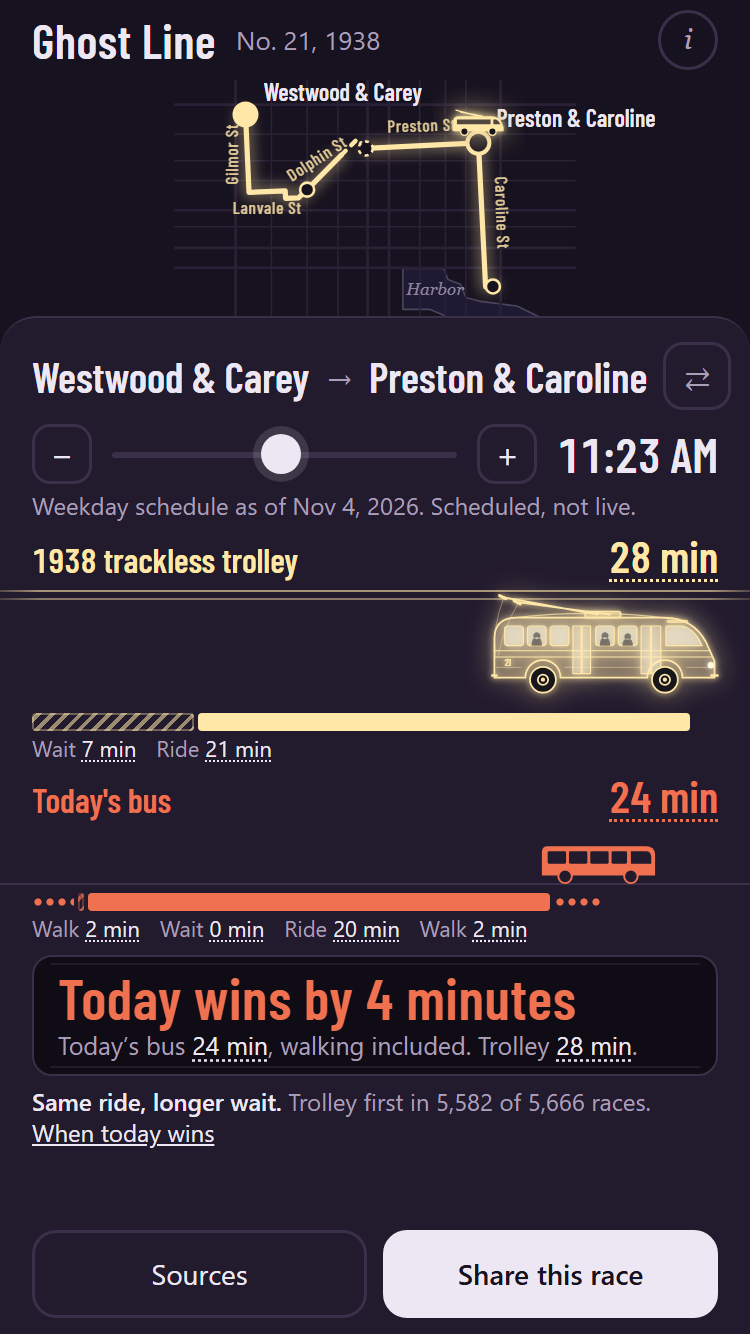 Ghost Line No. 21, 1938 i
Westwood & Carey
Preston & Caroline
Preston St
Gilmor St
Dolphin St
Lanvale St
Caroline St
Harbor
Westwood & Carey → Preston & Caroline ⇄
− + 11:23 AM
Weekday schedule as of Nov 4, 2026. Scheduled, not live.
1938 trackless trolley 28 min
21
Wait 7 min Ride 21 min
Today's bus 24 min
Walk 2 min Wait 0 min Ride 20 min Walk 2 min
Today wins by 4 minutes
Today’s bus 24 min, walking included. Trolley 28 min.
Same ride, longer wait. Trolley first in 5,582 of 5,666 races.
When today wins
Sources Share this race